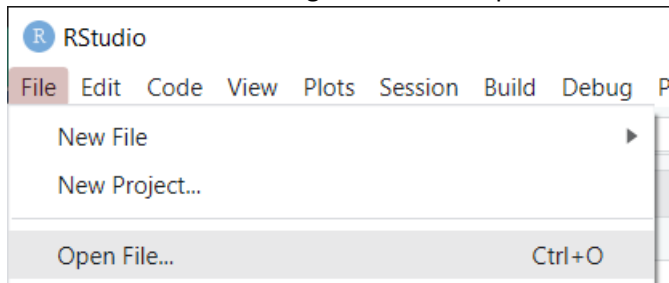 R RStudio
File Edit Code View Plots Session Build Debug P
New File
New Project...
Open File... Ctrl+O